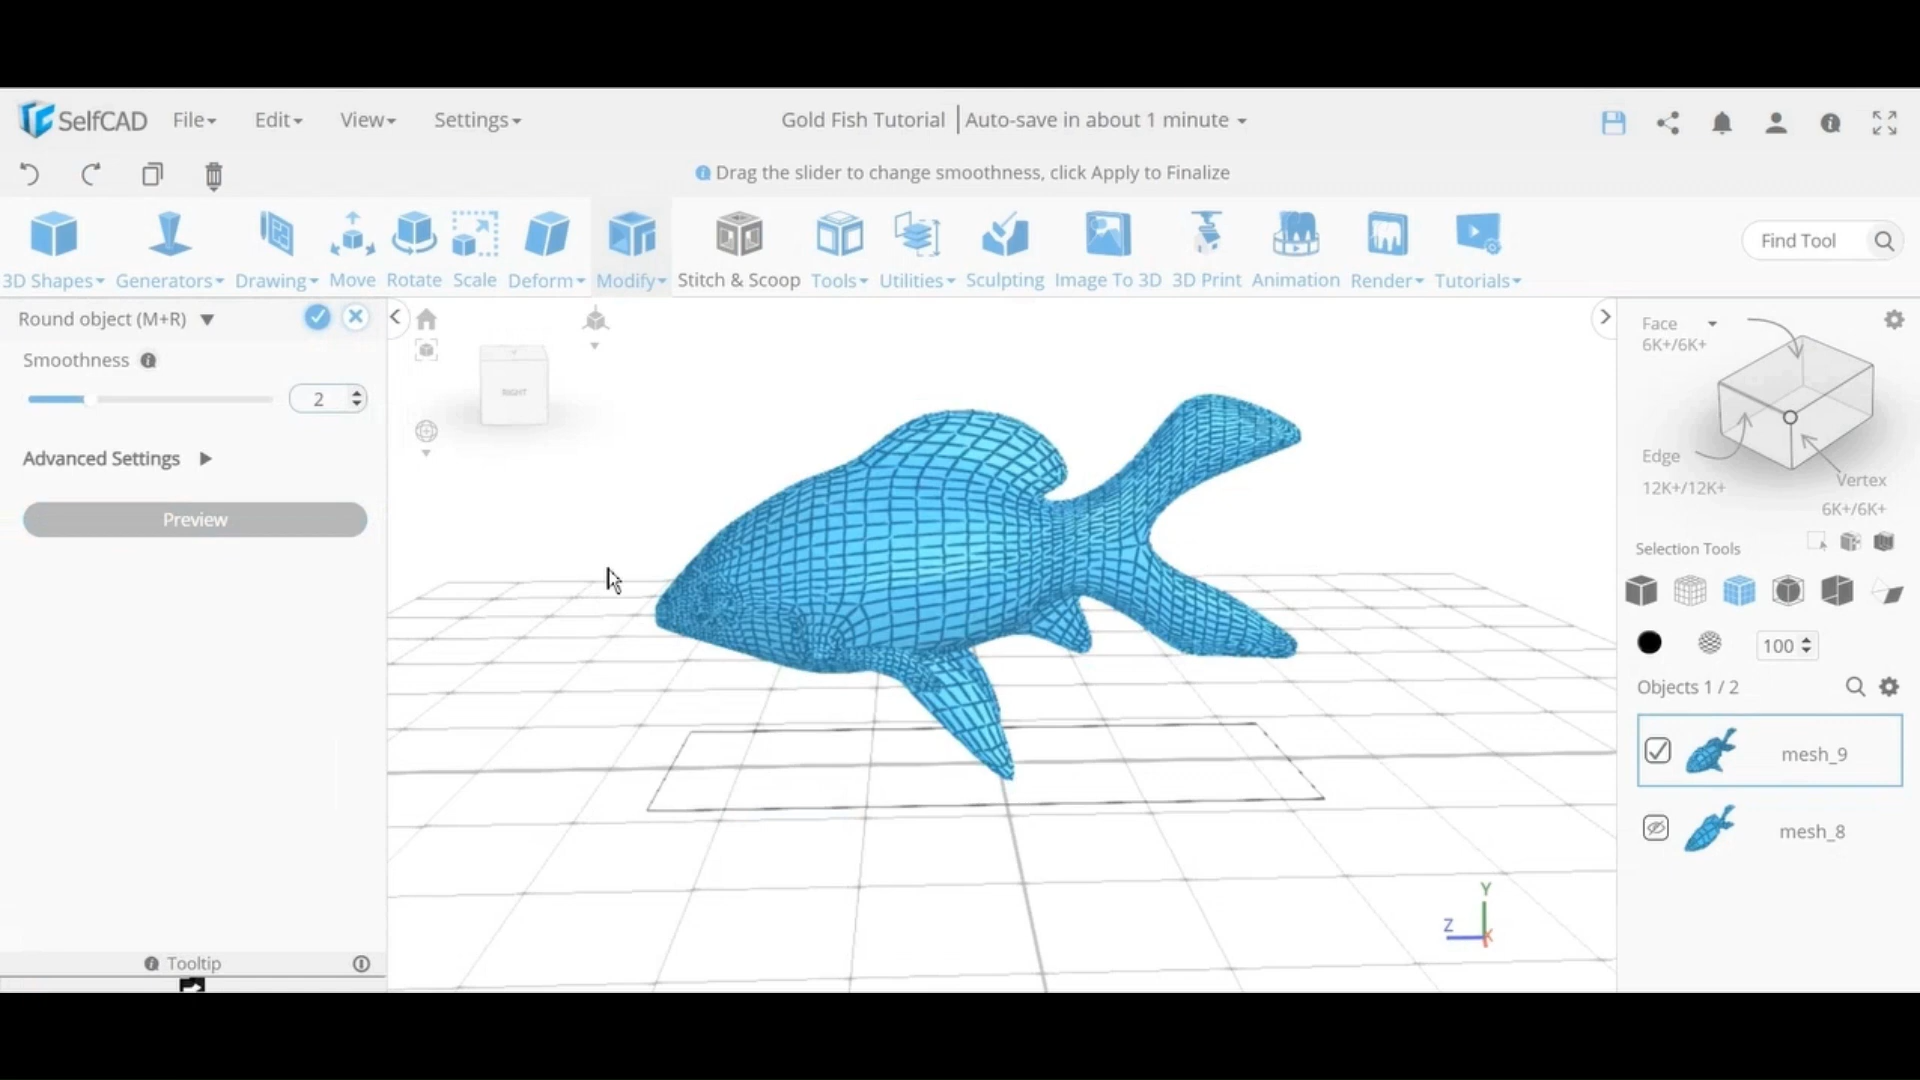 SelfCAD File Edit View Settings Gold Fish Tutorial Auto-save in about 1 minute
Drag the slider to change smoothness, click Apply to Finalize
Find Tool
3D Shapes Generators Drawing Move Rotate Scale Deform Modify Stitch & Scoop Tools Utilities Sculpting Image To 3D 3D Print Animation Render Tutorials
Round object (M+R)
Smoothness
2
Advanced Settings
Preview
RIGHT
Face
6K+/6K+
Edge
12K+/12K+
Vertex
6K+/6K+
Selection Tools
100
Objects 1 / 2
mesh_9
mesh_8
Y
Z
X
Tooltip